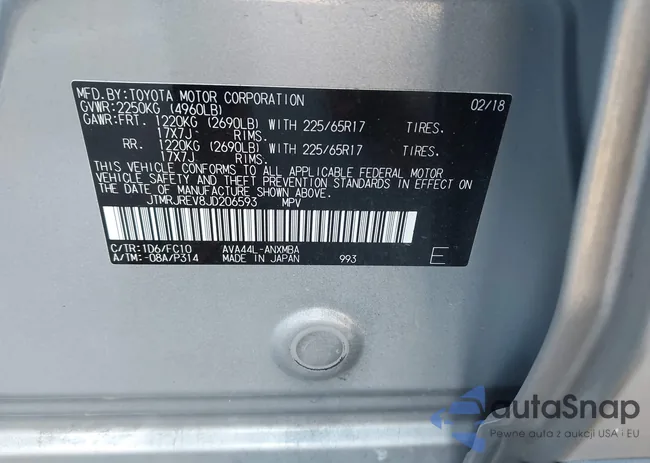 MFD.BY:TOYOTA MOTOR CORPORATION 02/18
GVWR:2250KG (4960LB)
GAWR:FRT. 1220KG (2690LB) WITH 225/65R17 TIRES.
17X7J RIMS.
RR. 1220KG (2690LB) WITH 225/65R17 TIRES.
17X7J RIMS.
THIS VEHICLE CONFORMS TO ALL APPLICABLE FEDERAL MOTOR
VEHICLE SAFETY AND THEFT PREVENTION STANDARDS IN EFFECT ON
THE DATE OF MANUFACTURE SHOWN ABOVE.
JTMRJREV8JD206593 MPV
C/TR:1D6/FC10 AVA44L-ANXMBA
A/TM:-08A/P314 MADE IN JAPAN 993 E
autaSnap
Pewne auta z aukcji USA i EU